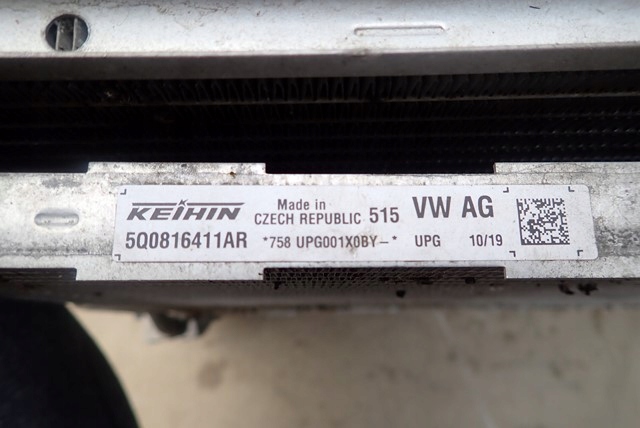 KEIHIN Made in CZECH REPUBLIC 515 VW AG
5Q0816411AR *758 UPG001X0BY-* UPG 10/19